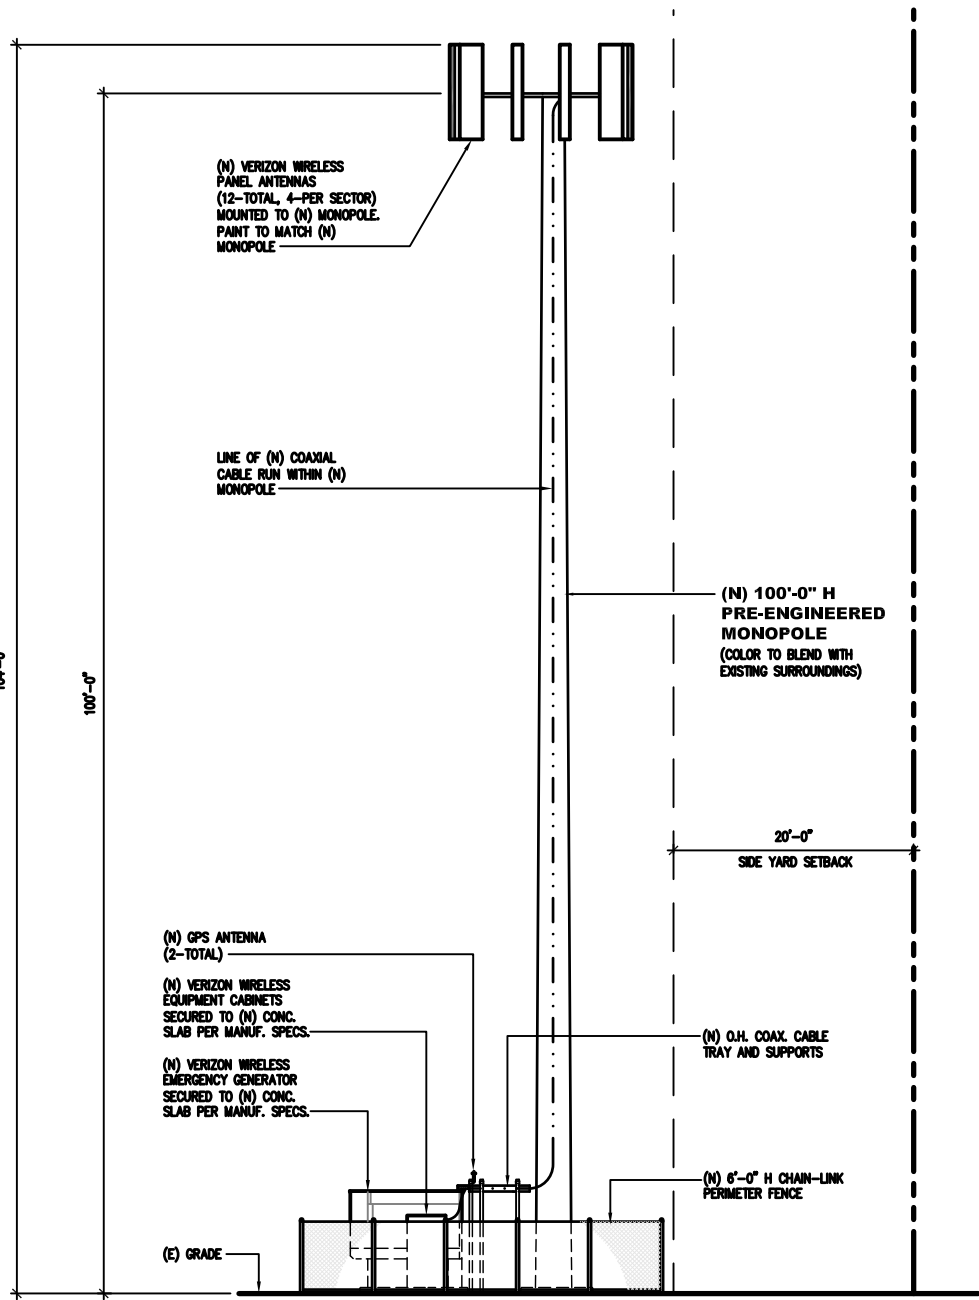 (N) VERIZON WIRELESS
PANEL ANTENNAS
(12-TOTAL, 4-PER SECTOR)
MOUNTED TO (N) MONOPOLE.
PAINT TO MATCH (N)
MONOPOLE
LINE OF (N) COAXIAL
CABLE RUN WITHIN (N)
MONOPOLE
(N) 100'-0" H
PRE-ENGINEERED
MONOPOLE
(COLOR TO BLEND WITH
EXISTING SURROUNDINGS)
100'-0"
20'-0"
SIDE YARD SETBACK
(N) GPS ANTENNA
(2-TOTAL)
(N) VERIZON WIRELESS
EQUIPMENT CABINETS
SECURED TO (N) CONC.
SLAB PER MANUF. SPECS.
(N) VERIZON WIRELESS
EMERGENCY GENERATOR
SECURED TO (N) CONC.
SLAB PER MANUF. SPECS.
(N) O.H. COAX. CABLE
TRAY AND SUPPORTS
(N) 6'-0" H CHAIN-LINK
PERIMETER FENCE
(E) GRADE